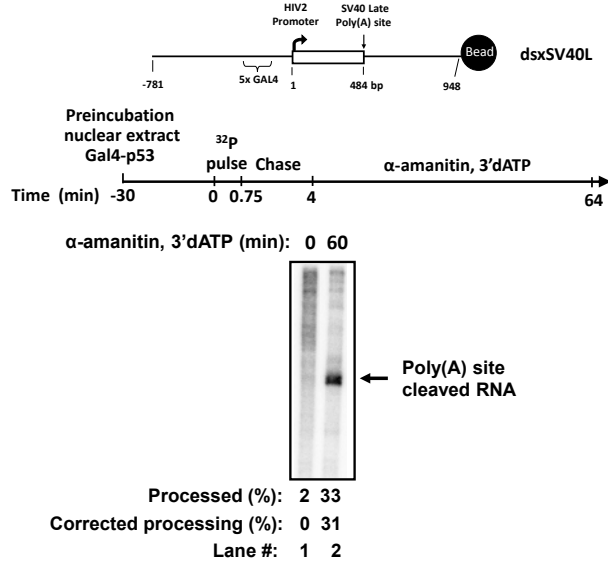 HIV2
Promoter
SV40 Late
Poly(A) site
Bead
dsxSV40L
-781
5x GAL4
1
484 bp
948
Preincubation
nuclear extract
Gal4-p53
32P
pulse
Chase
α-amanitin, 3'dATP
Time (min) -30 0 0.75 4 64
α-amanitin, 3'dATP (min): 0 60
Poly(A) site
cleaved RNA
Processed (%): 2 33
Corrected processing (%): 0 31
Lane #: 1 2